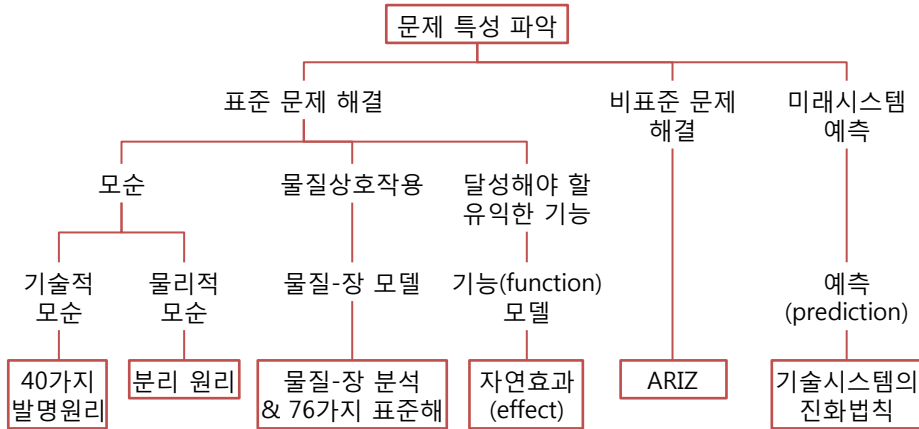 문제 특성 파악
표준 문제 해결
비표준 문제
해결
미래시스템
예측
모순
물질상호작용
달성해야 할
유익한 기능
기술적
모순
물리적
모순
물질-장 모델
기능(function)
모델
예측
(prediction)
40가지
발명원리
분리 원리
물질-장 분석
& 76가지 표준해
자연효과
(effect)
ARIZ
기술시스템의
진화법칙